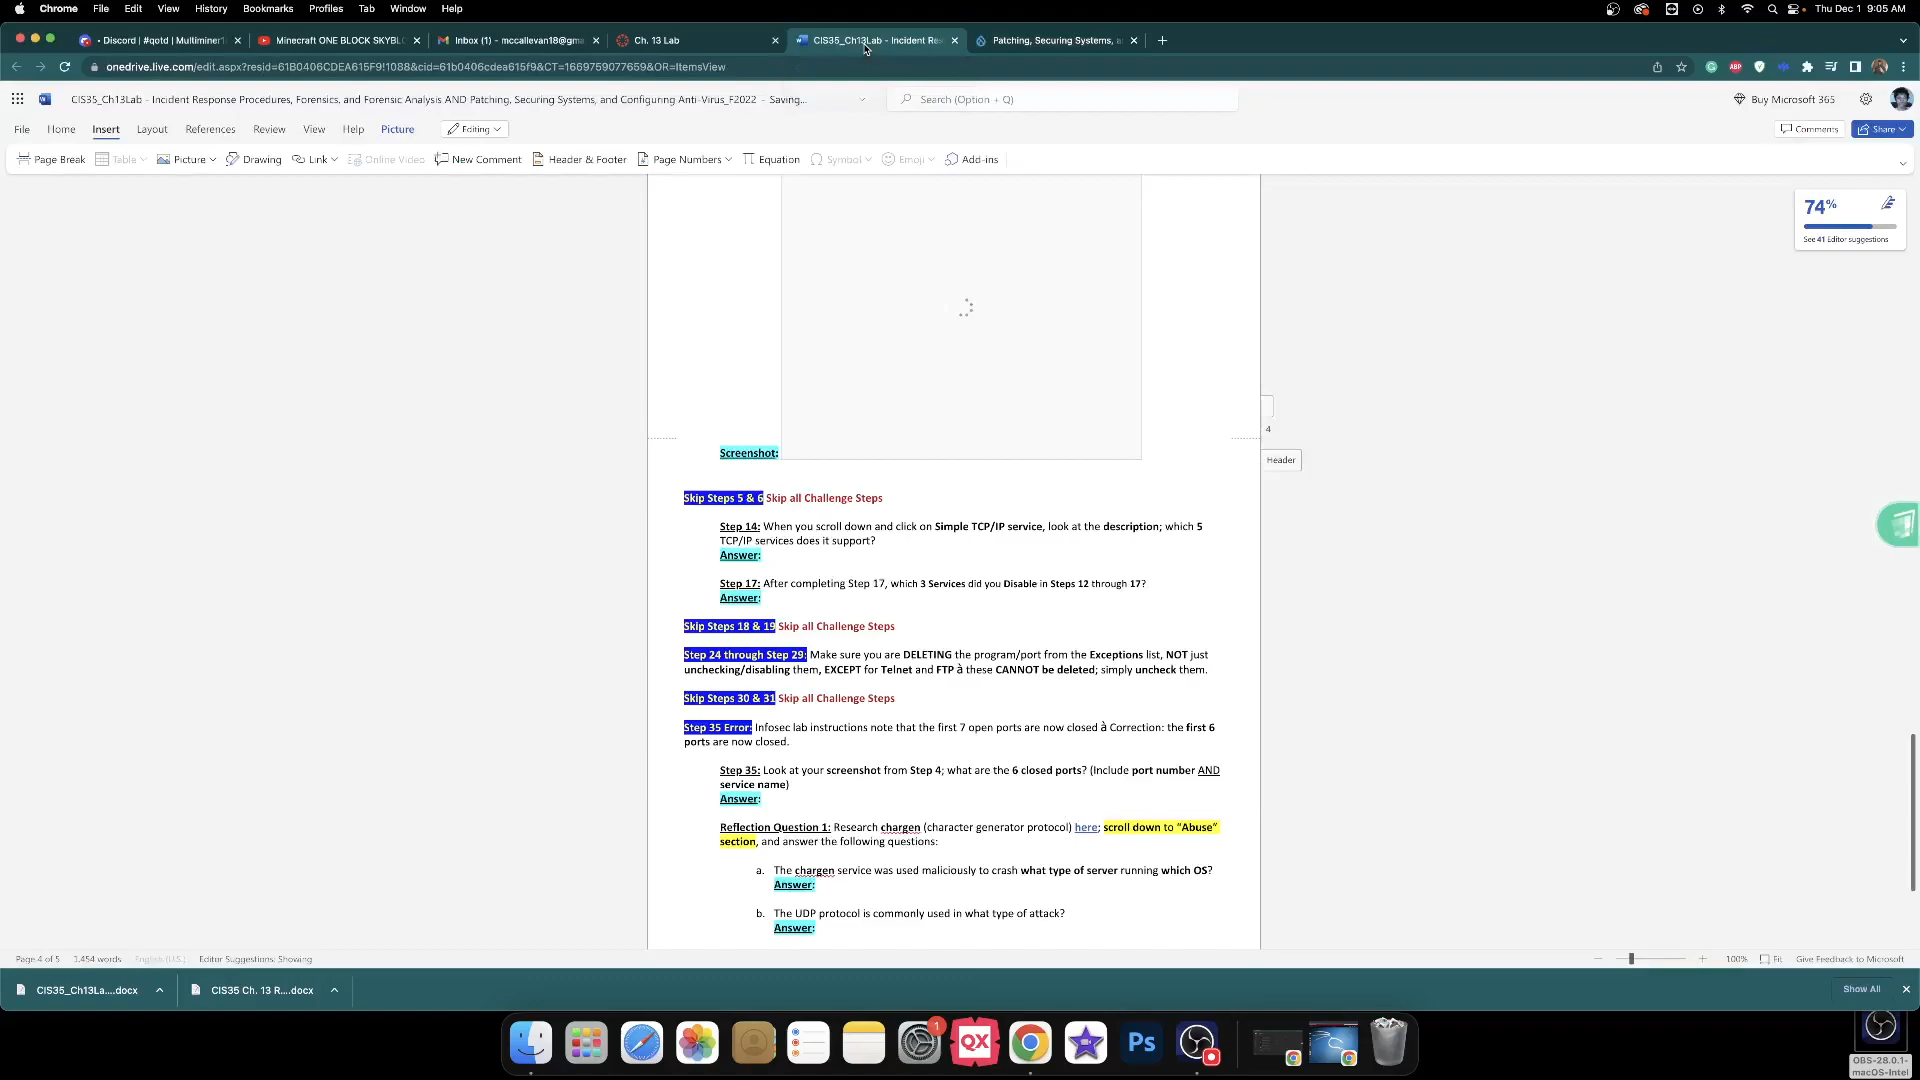 Chrome File Edit View History Bookmarks Profiles Tab Window Help Thu Dec 1 9:05 AM
• Discord | #qotd | Multiminer1 Minecraft ONE BLOCK SKYBLO Inbox (1) - mccallevan18@gma Ch. 13 Lab CIS35_Ch13Lab - Incident Res Patching, Securing Systems, a
onedrive.live.com/edit.aspx?resid=61B0406CDEA615F9!1088&cid=61b0406cdea615f9&CT=1669759077659&OR=ItemsView ABP
CIS35_Ch13Lab - Incident Response Procedures, Forensics, and Forensic Analysis AND Patching, Securing Systems, and Configuring Anti-Virus_F2022 - Saving... Search (Option + Q) Buy Microsoft 365
File Home Insert Layout References Review View Help Picture Editing Comments Share
Page Break Table Picture Drawing Link Online Video New Comment Header & Footer Page Numbers Equation Symbol Emoji Add-ins
74%
See 41 Editor suggestions
4
Screenshot:
Header
Skip Steps 5 & 6 Skip all Challenge Steps
Step 14: When you scroll down and click on Simple TCP/IP service, look at the description; which 5
TCP/IP services does it support?
Answer:
Step 17: After completing Step 17, which 3 Services did you Disable in Steps 12 through 17?
Answer:
Skip Steps 18 & 19 Skip all Challenge Steps
Step 24 through Step 29: Make sure you are DELETING the program/port from the Exceptions list, NOT just
unchecking/disabling them, EXCEPT for Telnet and FTP à these CANNOT be deleted; simply uncheck them.
Skip Steps 30 & 31 Skip all Challenge Steps
Step 35 Error: Infosec lab instructions note that the first 7 open ports are now closed à Correction: the first 6
ports are now closed.
Step 35: Look at your screenshot from Step 4; what are the 6 closed ports? (Include port number AND
service name)
Answer:
Reflection Question 1: Research chargen (character generator protocol) here; scroll down to “Abuse”
section, and answer the following questions:
a. The chargen service was used maliciously to crash what type of server running which OS?
Answer:
b. The UDP protocol is commonly used in what type of attack?
Answer:
Page 4 of 5 1,454 words English (U.S.) Editor Suggestions: Showing 100% Fit Give Feedback to Microsoft
CIS35_Ch13La....docx CIS35 Ch. 13 R....docx Show All
1
QX Ps
OBS-28.0.1-
macOS-Intel